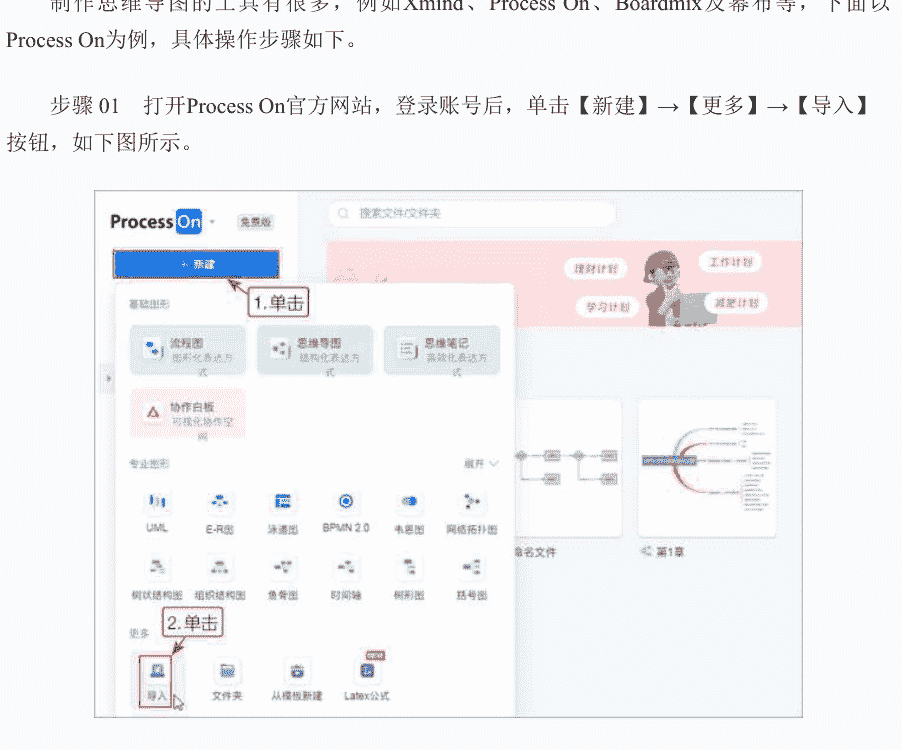 制作思维导图的工具有很多，例如Xmind、Process On、Boardmix及幕布等，下面以
Process On为例，具体操作步骤如下。
步骤 01　打开Process On官方网站，登录账号后，单击【新建】→【更多】→【导入】
按钮，如下图所示。
ProcessOn 免费版
搜索文件/文件夹
+ 新建
理财计划
工作计划
学习计划
减肥计划
1.单击
基础图形
流程图
图形化表达方
式
思维导图
结构化表达方
式
思维笔记
高效化表达方
式
协作白板
可视化协作空
间
专业图形
展开
UML
E-R图
泳道图
BPMN 2.0
韦恩图
网络拓扑图
命名文件
第1章
树状结构图
组织结构图
鱼骨图
时间轴
树形图
括号图
2.单击
更多
导入
文件夹
从模板新建
Latex公式